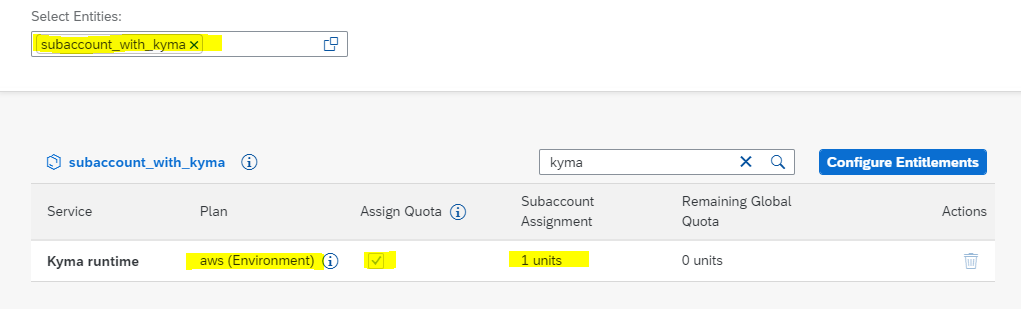 Select Entities:
subaccount_with_kyma
subaccount_with_kyma
kyma
Configure Entitlements
Service Plan Assign Quota Subaccount Assignment Remaining Global Quota Actions
Kyma runtime aws (Environment) 1 units 0 units